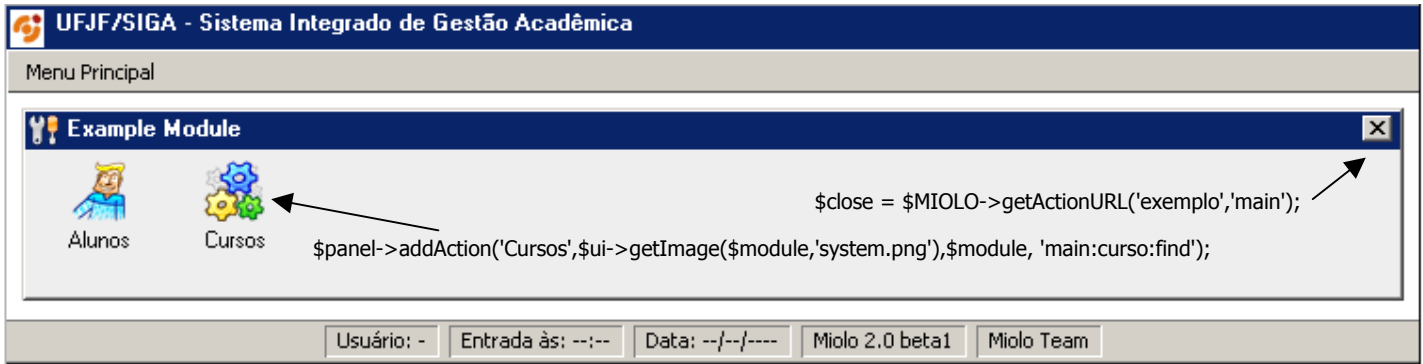 UFJF/SIGA - Sistema Integrado de Gestão Acadêmica
Menu Principal
Example Module
$close = $MIOLO->getActionURL('exemplo','main');
Alunos Cursos
$panel->addAction('Cursos',$ui->getImage($module,'system.png'),$module, 'main:curso:find');
Usuário: - Entrada às: --:-- Data: --/--/---- Miolo 2.0 beta1 Miolo Team